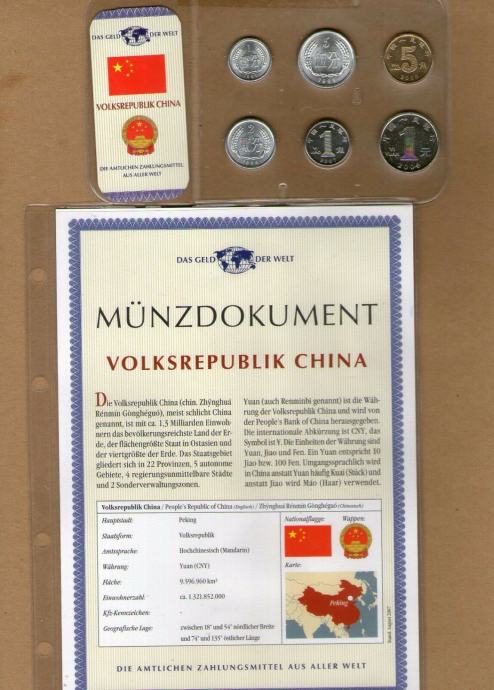 DAS GELD DER WELT
VOLKSREPUBLIK CHINA
DIE AMTLICHEN ZAHLUNGSMITTEL
AUS ALLER WELT
5
1
2006
DAS GELD DER WELT
MÜNZDOKUMENT
VOLKSREPUBLIK CHINA
Die Volksrepublik China (chin. Zhÿnghuá
Rénmín Gònghéguó), meist schlicht China
genannt, ist mit ca. 1,3 Milliarden Einwoh-
nern das bevölkerungsreichste Land der Er-
de, der flächengrößte Staat in Ostasien und
der viertgrößte der Erde. Das Staatsgebiet
gliedert sich in 22 Provinzen, 5 autonome
Gebiete, 4 regierungsunmittelbare Städte
und 2 Sonderverwaltungszonen.
Yuan (auch Renminbi genannt) ist die Wäh-
rung der Volksrepublik China und wird von
der People's Bank of China herausgegeben.
Die internationale Abkürzung ist CNY, das
Symbol ist Y. Die Einheiten der Währung sind
Yuan, Jiao und Fen. Ein Yuan entspricht 10
Jiao bzw. 100 Fen. Umgangssprachlich wird
in China anstatt Yuan häufig Kuai (Stück) und
anstatt Jiao wird Máo (Haar) verwendet.
Volksrepublik China / People's Republic of China (Englisch) / Zhÿnghuá Rénmín Gònghéguó (Chinesisch)
Hauptstadt: Peking
Staatsform: Volksrepublik
Amtssprache: Hochchinesisch (Mandarin)
Währung: Yuan (CNY)
Fläche: 9.596.960 km²
Einwohnerzahl: ca. 1.321.852.000
Kfz-Kennzeichen: -
Geografische Lage: zwischen 18° und 54° nördlicher Breite
und 74° und 135° östlicher Länge
Nationalflagge: Wappen:
Karte:
Peking
Stand: August 2007
DIE AMTLICHEN ZAHLUNGSMITTEL AUS ALLER WELT